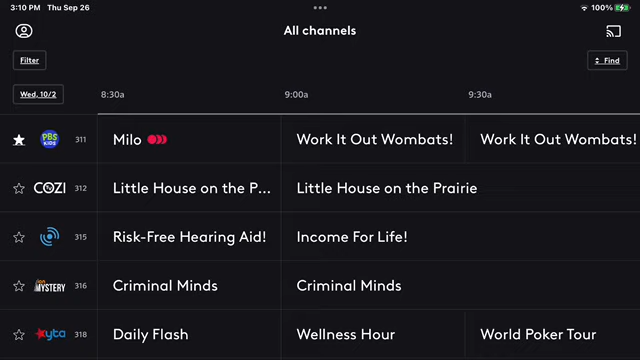 3:10 PM Thu Sep 26
100%
All channels
Filter
Find
Wed, 10/2
8:30a 9:00a 9:30a
PBS KIDS 311 Milo Work It Out Wombats! Work It Out Wombats!
COZI TV 312 Little House on the P... Little House on the Prairie
315 Risk-Free Hearing Aid! Income For Life!
ion MYSTERY 316 Criminal Minds Criminal Minds
yta 318 Daily Flash Wellness Hour World Poker Tour